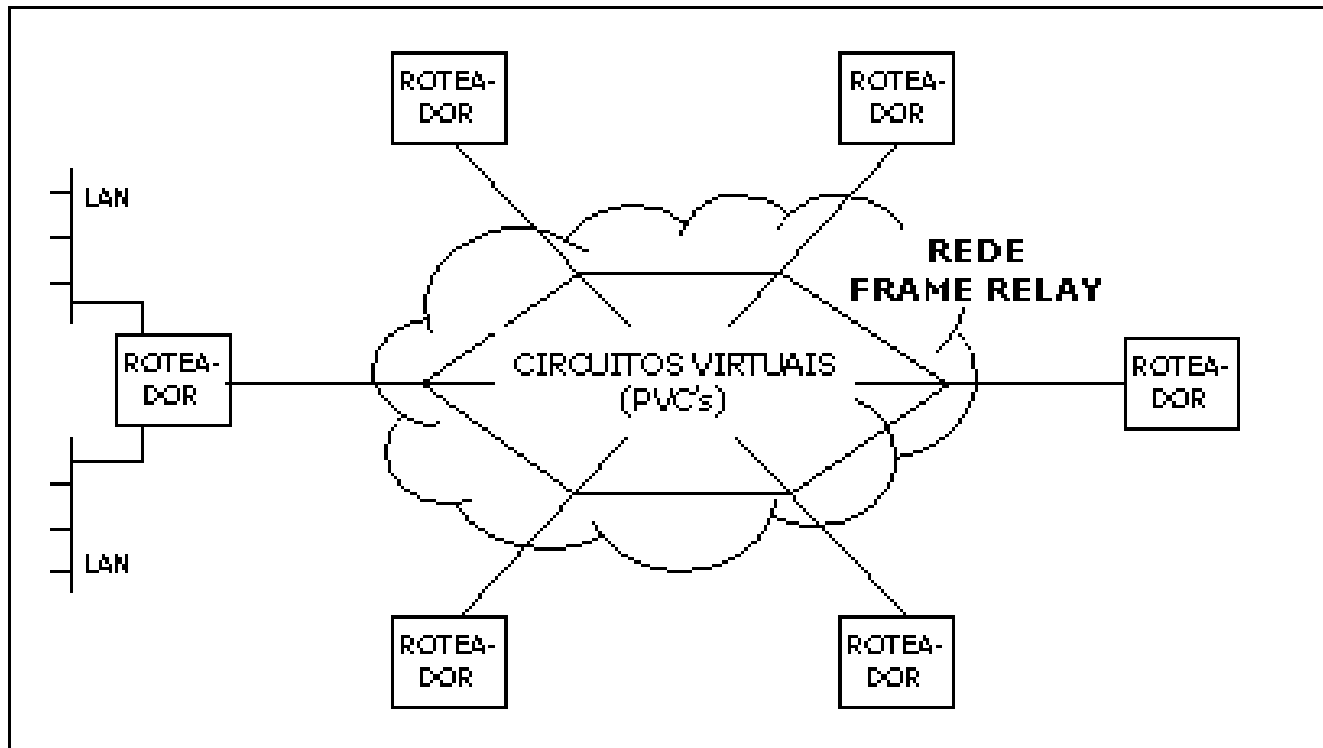 ROTEA-
DOR
ROTEA-
DOR
LAN
REDE
FRAME RELAY
ROTEA-
DOR
CIRCUITOS VIRTUAIS
(PVC's)
ROTEA-
DOR
LAN
ROTEA-
DOR
ROTEA-
DOR